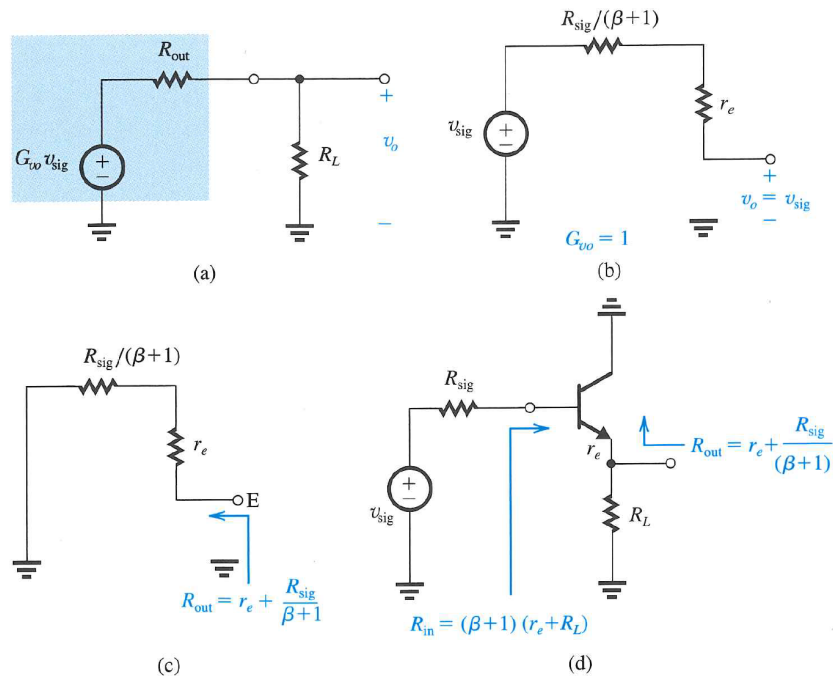 R_out
G_vo v_sig
+
−
R_L
+
v_o
−
(a)
R_sig/(β+1)
v_sig
+
−
r_e
+
v_o = v_sig
−
G_vo = 1
(b)
R_sig/(β+1)
r_e
E
R_out = r_e + R_sig/β+1
(c)
R_sig
v_sig
+
−
r_e
R_out = r_e + R_sig/(β+1)
R_L
R_in = (β+1) (r_e+R_L)
(d)